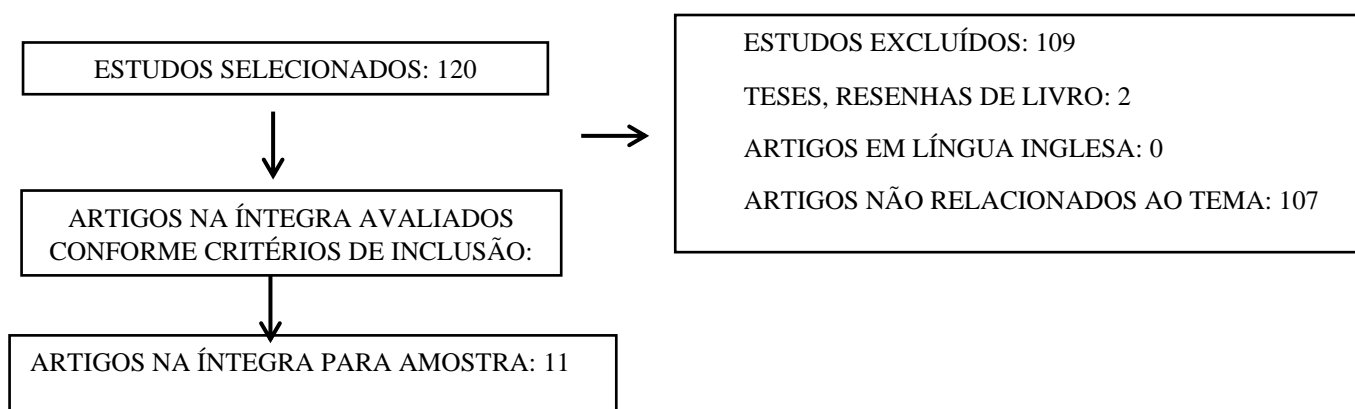 ESTUDOS SELECIONADOS: 120
ESTUDOS EXCLUÍDOS: 109
TESES, RESENHAS DE LIVRO: 2
ARTIGOS EM LÍNGUA INGLESA: 0
ARTIGOS NÃO RELACIONADOS AO TEMA: 107
ARTIGOS NA ÍNTEGRA AVALIADOS
CONFORME CRITÉRIOS DE INCLUSÃO:
ARTIGOS NA ÍNTEGRA PARA AMOSTRA: 11